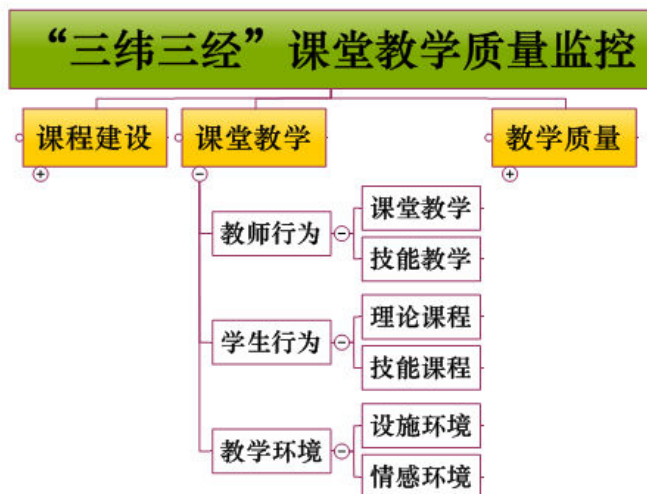 “三纬三经”课堂教学质量监控
课程建设
课堂教学
教学质量
教师行为
课堂教学
技能教学
学生行为
理论课程
技能课程
教学环境
设施环境
情感环境